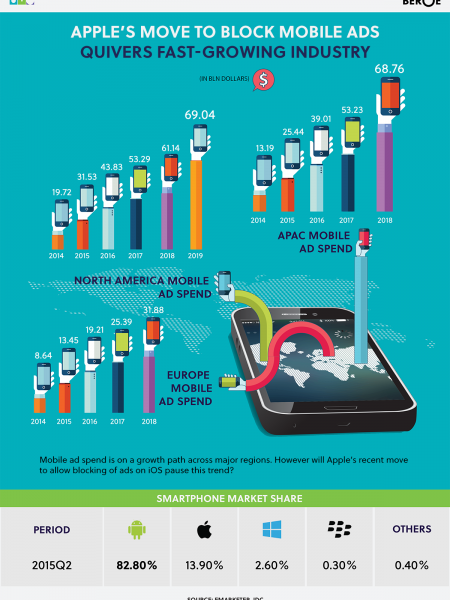 BEROE
APPLE'S MOVE TO BLOCK MOBILE ADS
QUIVERS FAST-GROWING INDUSTRY
(IN BLN DOLLARS) $
19.72 31.53 43.83 53.29 61.14 69.04
2014 2015 2016 2017 2018 2019
NORTH AMERICA MOBILE
AD SPEND
13.19 25.44 39.01 53.23 68.76
2014 2015 2016 2017 2018
APAC MOBILE
AD SPEND
8.64 13.45 19.21 25.39 31.88
2014 2015 2016 2017 2018
EUROPE
MOBILE
AD SPEND
Mobile ad spend is on a growth path across major regions. However will Apple's recent move
to allow blocking of ads on iOS pause this trend?
SMARTPHONE MARKET SHARE
PERIOD OTHERS
2015Q2 82.80% 13.90% 2.60% 0.30% 0.40%
SOURCE: EMARKETER, IDC